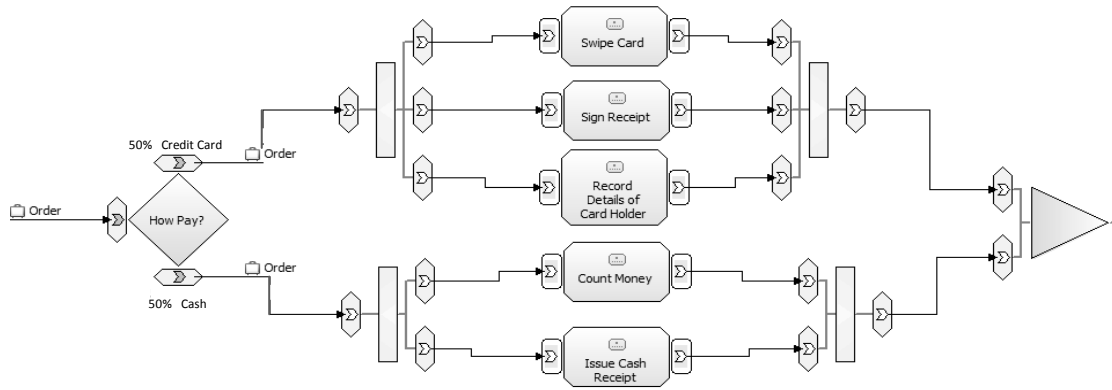 Swipe Card
Sign Receipt
50% Credit Card
Order
Record
Details of
Card Holder
Order
How Pay?
Order
Count Money
50% Cash
Issue Cash
Receipt